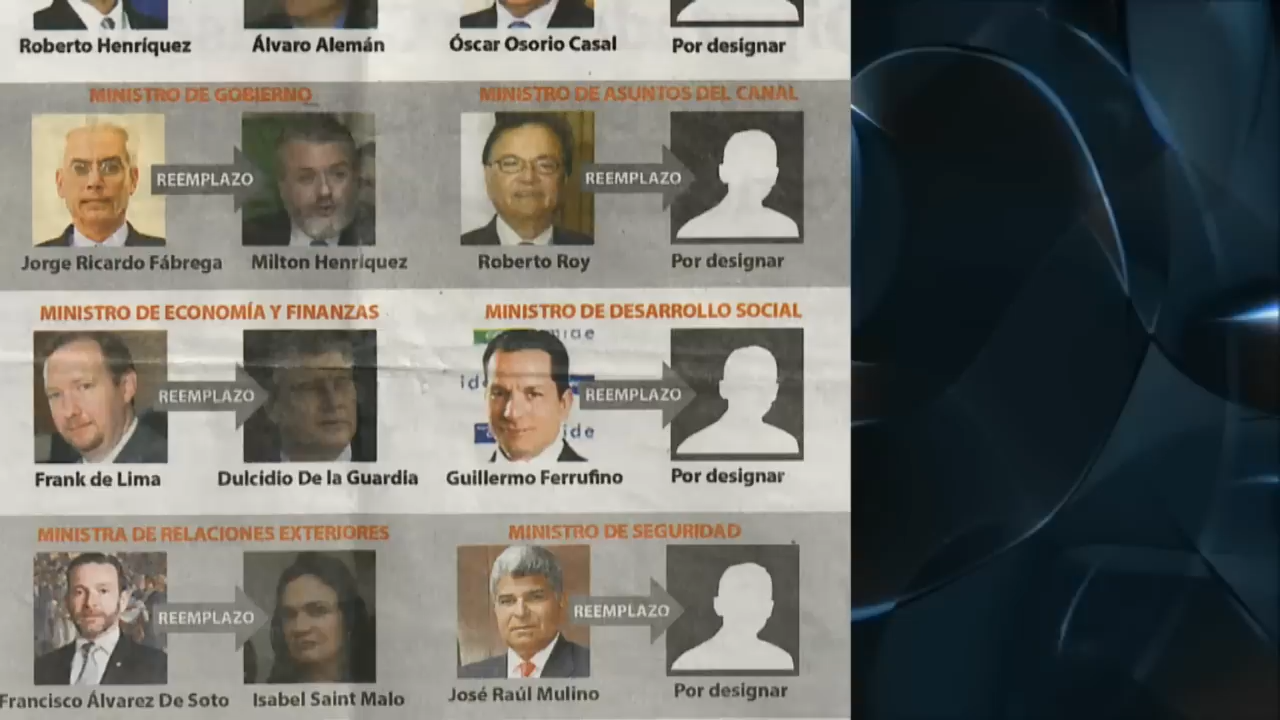 Roberto Henríquez
Álvaro Alemán
Óscar Osorio Casal
Por designar
MINISTRO DE GOBIERNO
MINISTRO DE ASUNTOS DEL CANAL
REEMPLAZO
REEMPLAZO
Jorge Ricardo Fábrega
Milton Henríquez
Roberto Roy
Por designar
MINISTRO DE ECONOMÍA Y FINANZAS
MINISTRO DE DESARROLLO SOCIAL
REEMPLAZO
REEMPLAZO
Frank de Lima
Dulcidio De la Guardia
Guillermo Ferrufino
Por designar
MINISTRA DE RELACIONES EXTERIORES
MINISTRO DE SEGURIDAD
REEMPLAZO
REEMPLAZO
Francisco Álvarez De Soto
Isabel Saint Malo
José Raúl Mulino
Por designar